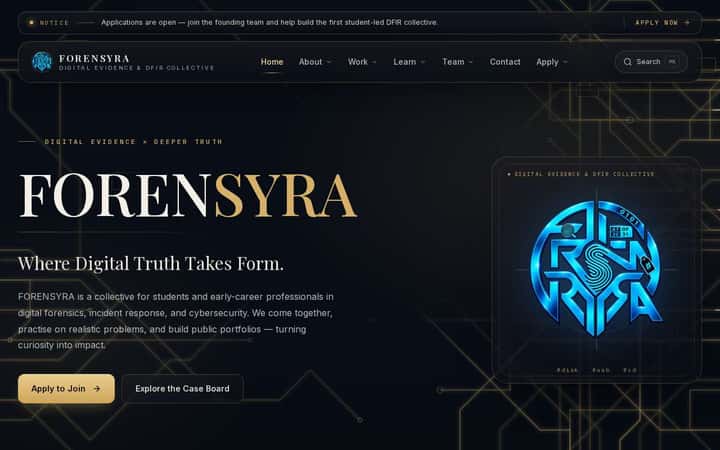 NOTICE
Applications are open — join the founding team and help build the first student-led DFIR collective.
APPLY NOW →
FORENSYRA
DIGITAL EVIDENCE & DFIR COLLECTIVE
Home
About
Work
Learn
Team
Contact
Apply
Search
DIGITAL EVIDENCE × DEEPER TRUTH
FORENSYRA
DIGITAL EVIDENCE & DFIR COLLECTIVE
Where Digital Truth Takes Form.
FORENSYRA is a collective for students and early-career professionals in
digital forensics, incident response, and cybersecurity. We come together,
practise on realistic problems, and build public portfolios — turning
curiosity into impact.
Apply to Join →
Explore the Case Board